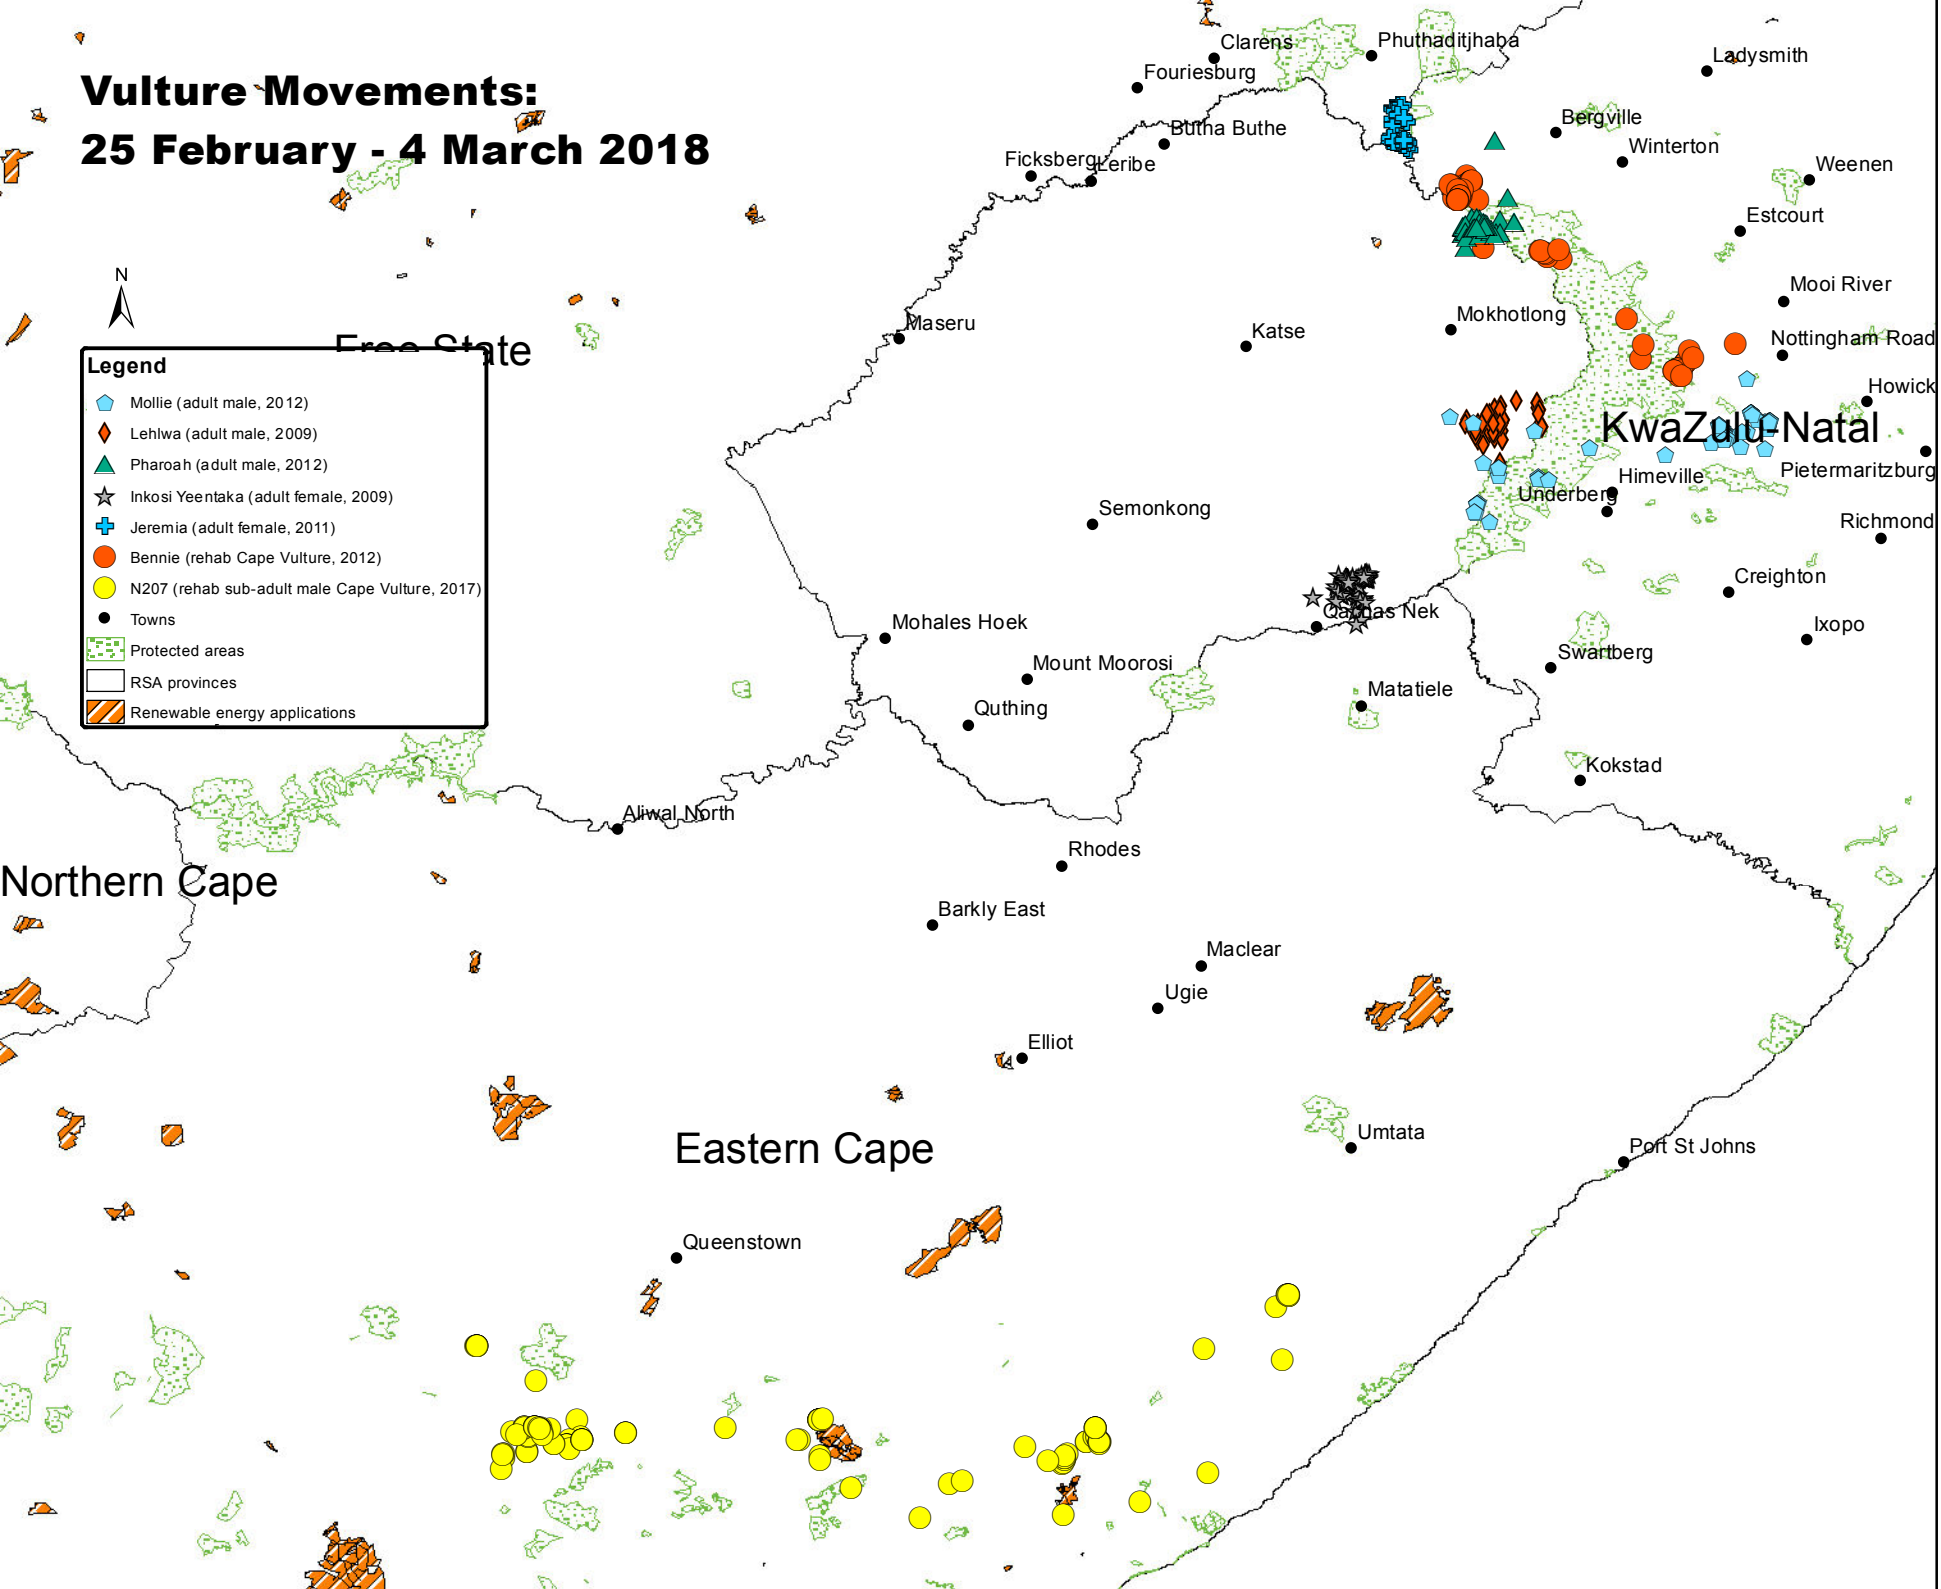 Vulture Movements:
25 February - 4 March 2018
N
Free State
Legend
Mollie (adult male, 2012)
Lehlwa (adult male, 2009)
Pharoah (adult male, 2012)
Inkosi Yeentaka (adult female, 2009)
Jeremia (adult female, 2011)
Bennie (rehab Cape Vulture, 2012)
N207 (rehab sub-adult male Cape Vulture, 2017)
Towns
Protected areas
RSA provinces
Renewable energy applications
Clarens
Phuthaditjhaba
Ladysmith
Fouriesburg
Butha Buthe
Bergville
Winterton
Ficksberg
Leribe
Weenen
Estcourt
Mooi River
Maseru
Katse
Mokhotlong
Nottingham Road
Howick
KwaZulu-Natal
Pietermaritzburg
Himeville
Underberg
Semonkong
Richmond
Creighton
Qachas Nek
Mohales Hoek
Ixopo
Swartberg
Mount Moorosi
Matatiele
Quthing
Kokstad
Aliwal North
Rhodes
Northern Cape
Barkly East
Maclear
Ugie
Elliot
Eastern Cape
Umtata
Port St Johns
Queenstown